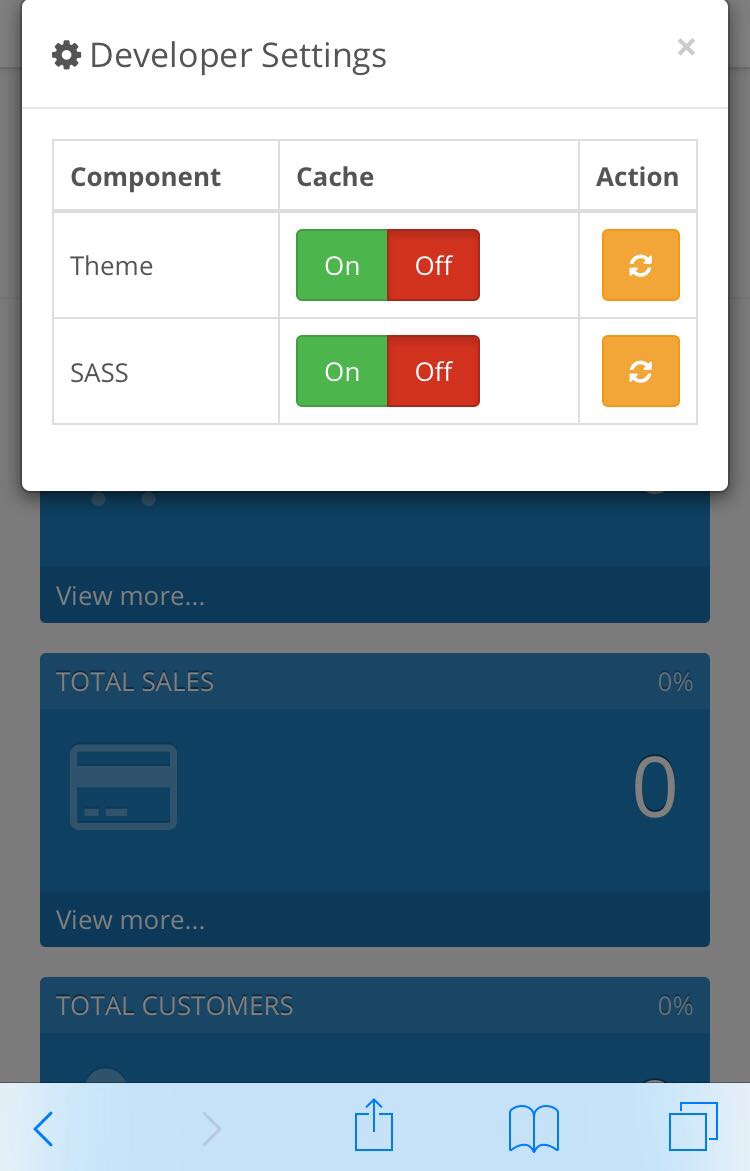 Developer Settings ×
Component Cache Action
Theme On Off
SASS On Off
View more...
TOTAL SALES 0%
0
View more...
TOTAL CUSTOMERS 0%